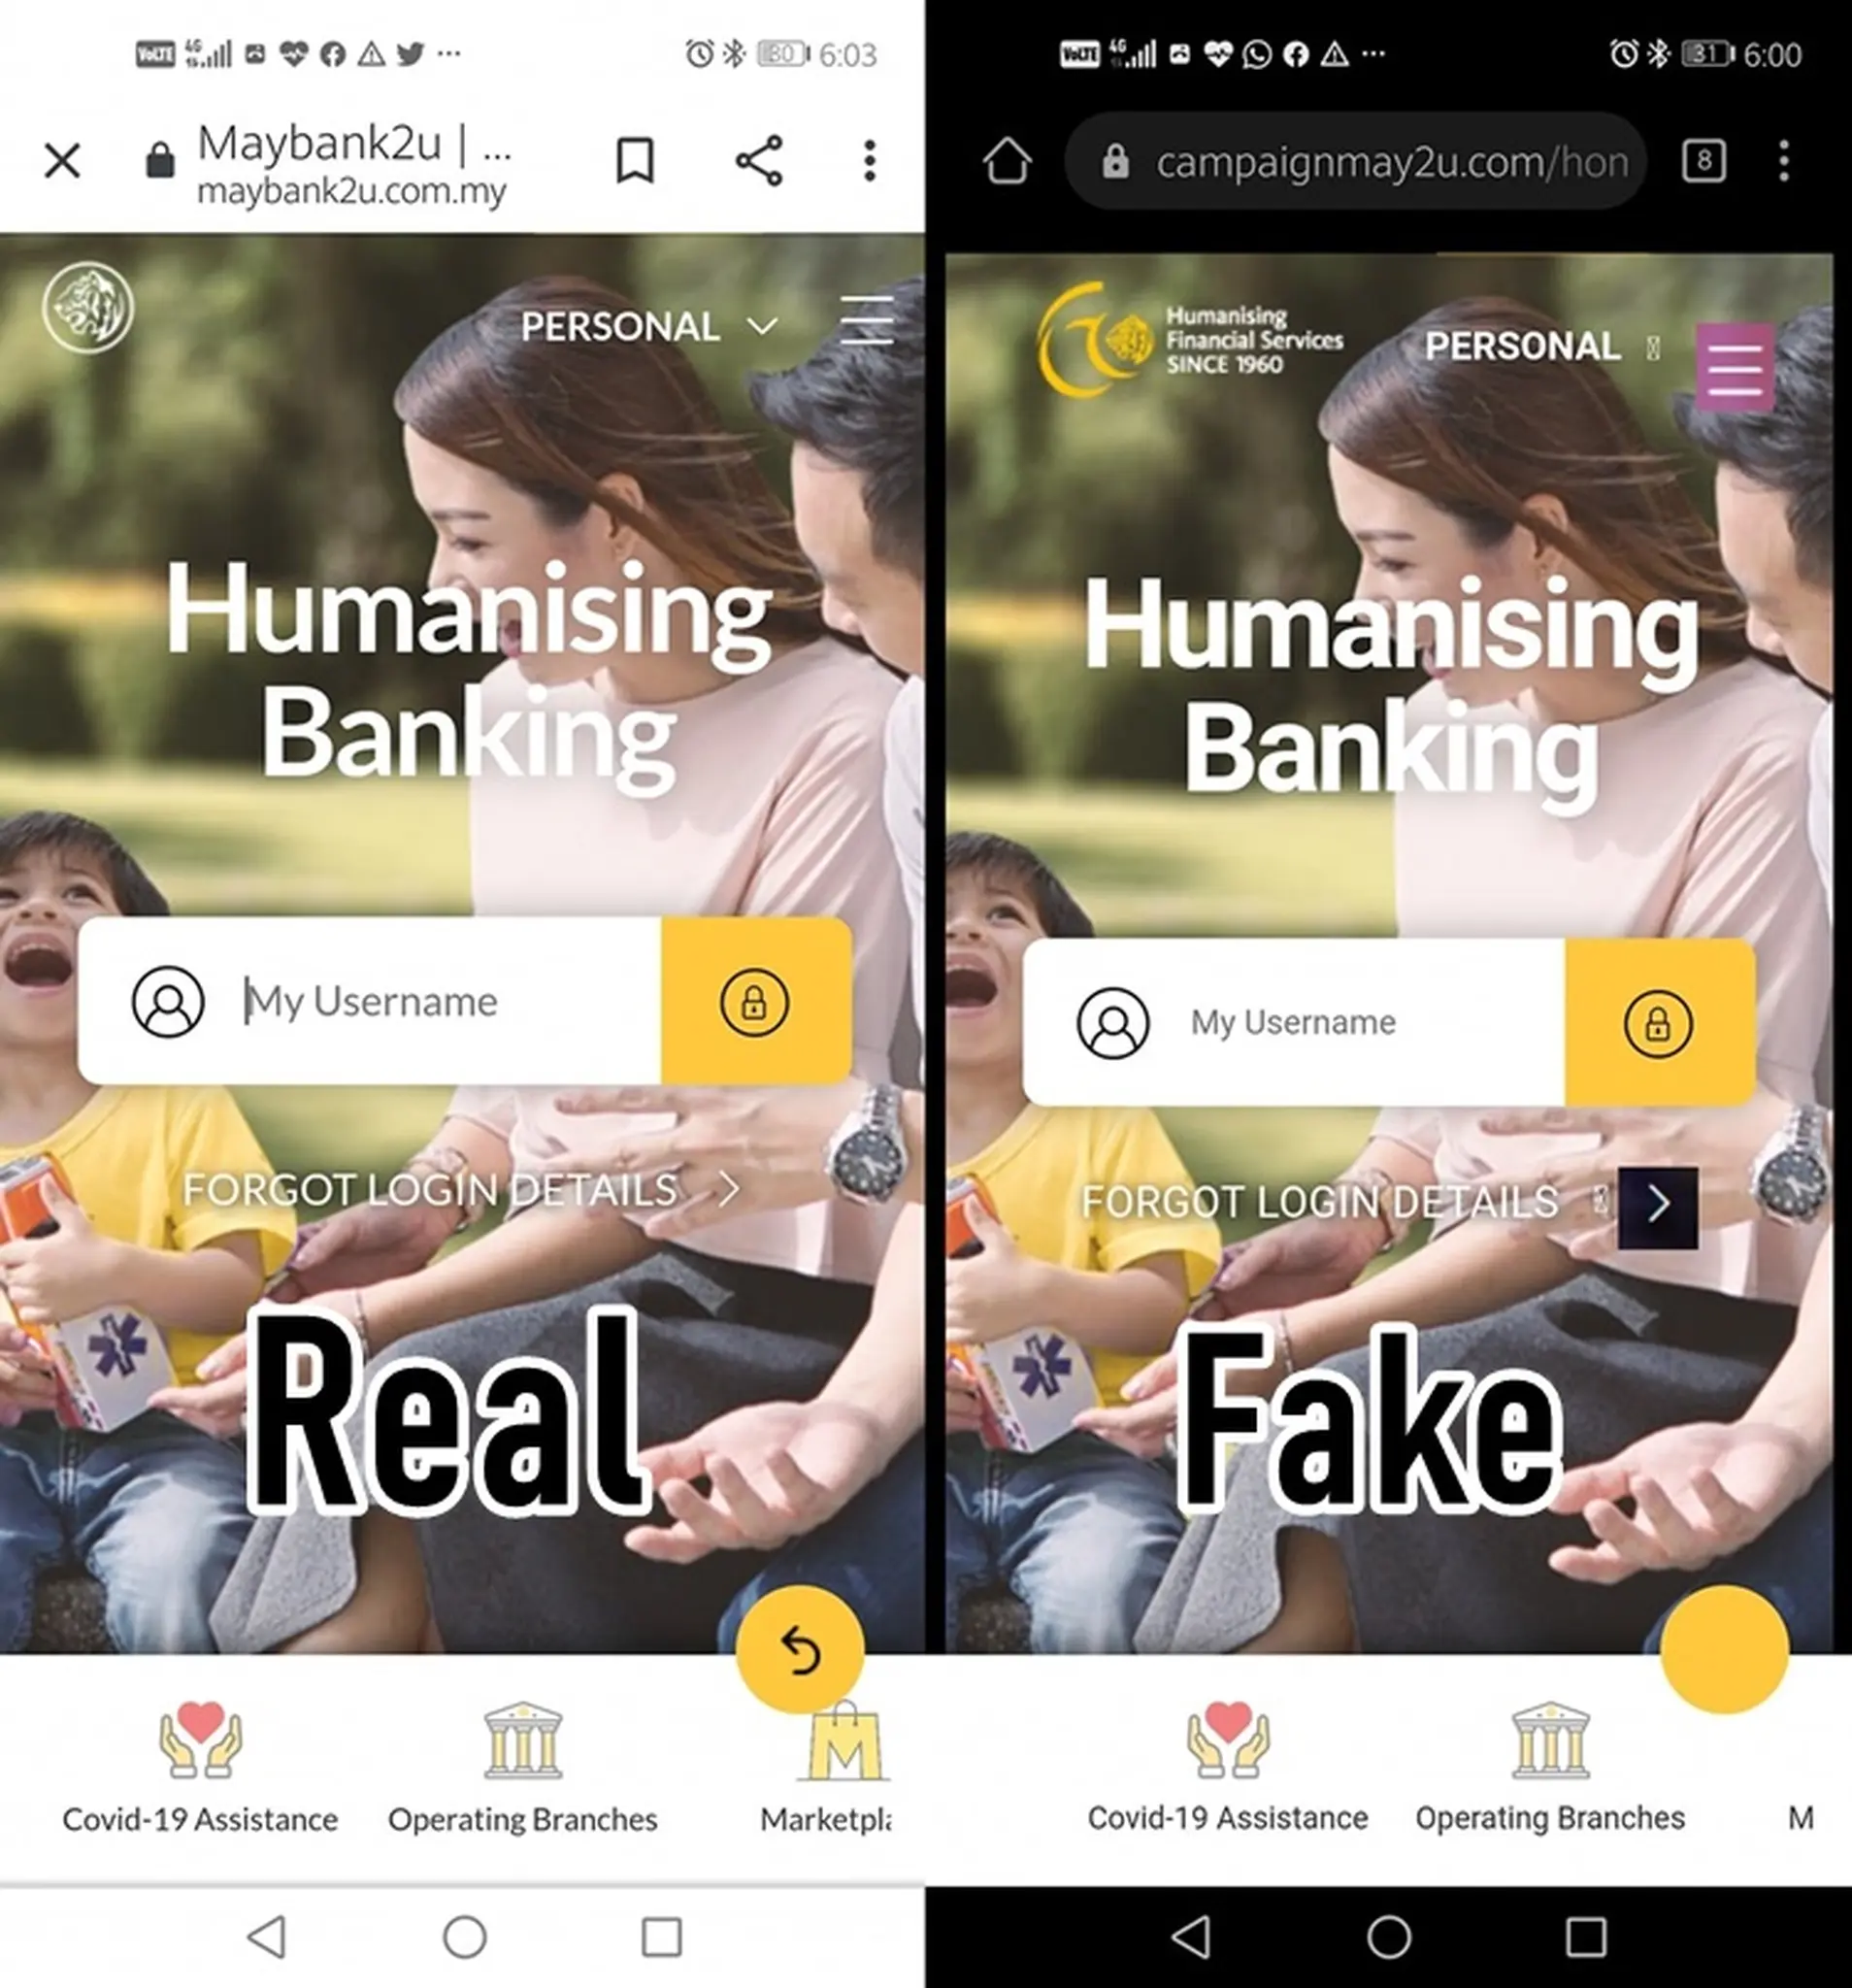 VoLTE 4G 80 6:03
Maybank2u | ...
maybank2u.com.my
PERSONAL
Humanising
Banking
My Username
FORGOT LOGIN DETAILS
Real
Covid-19 Assistance
Operating Branches
Marketpla
VoLTE 4G 31 6:00
campaignmay2u.com/hon
8
Humanising
Financial Services
SINCE 1960
PERSONAL
Humanising
Banking
My Username
FORGOT LOGIN DETAILS
Fake
Covid-19 Assistance
Operating Branches
M